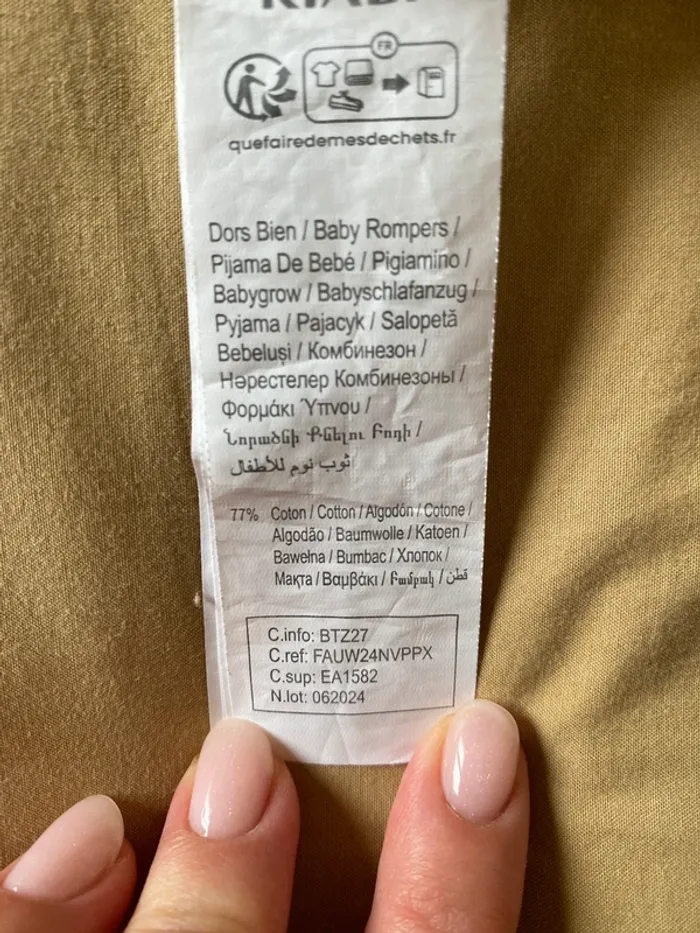 FR
quefairedemesdechets.fr
Dors Bien / Baby Rompers /
Pijama De Bebé / Pigiamino /
Babygrow / Babyschlafanzug /
Pyjama / Pajacyk / Salopetă
Bebeluși / Комбинезон /
Нәрестелер Комбинезоны /
Φορμάκι Ύπνου /
Նորածնի Քնելու Բոդի /
ثوب نوم للأطفال
77% Coton / Cotton / Algodón / Cotone /
Algodão / Baumwolle / Katoen /
Bawełna / Bumbac / Хлопок /
Мақта / Βαμβάκι / Բամբակ / قطن
C.info: BTZ27
C.ref: FAUW24NVPPX
C.sup: EA1582
N.lot: 062024